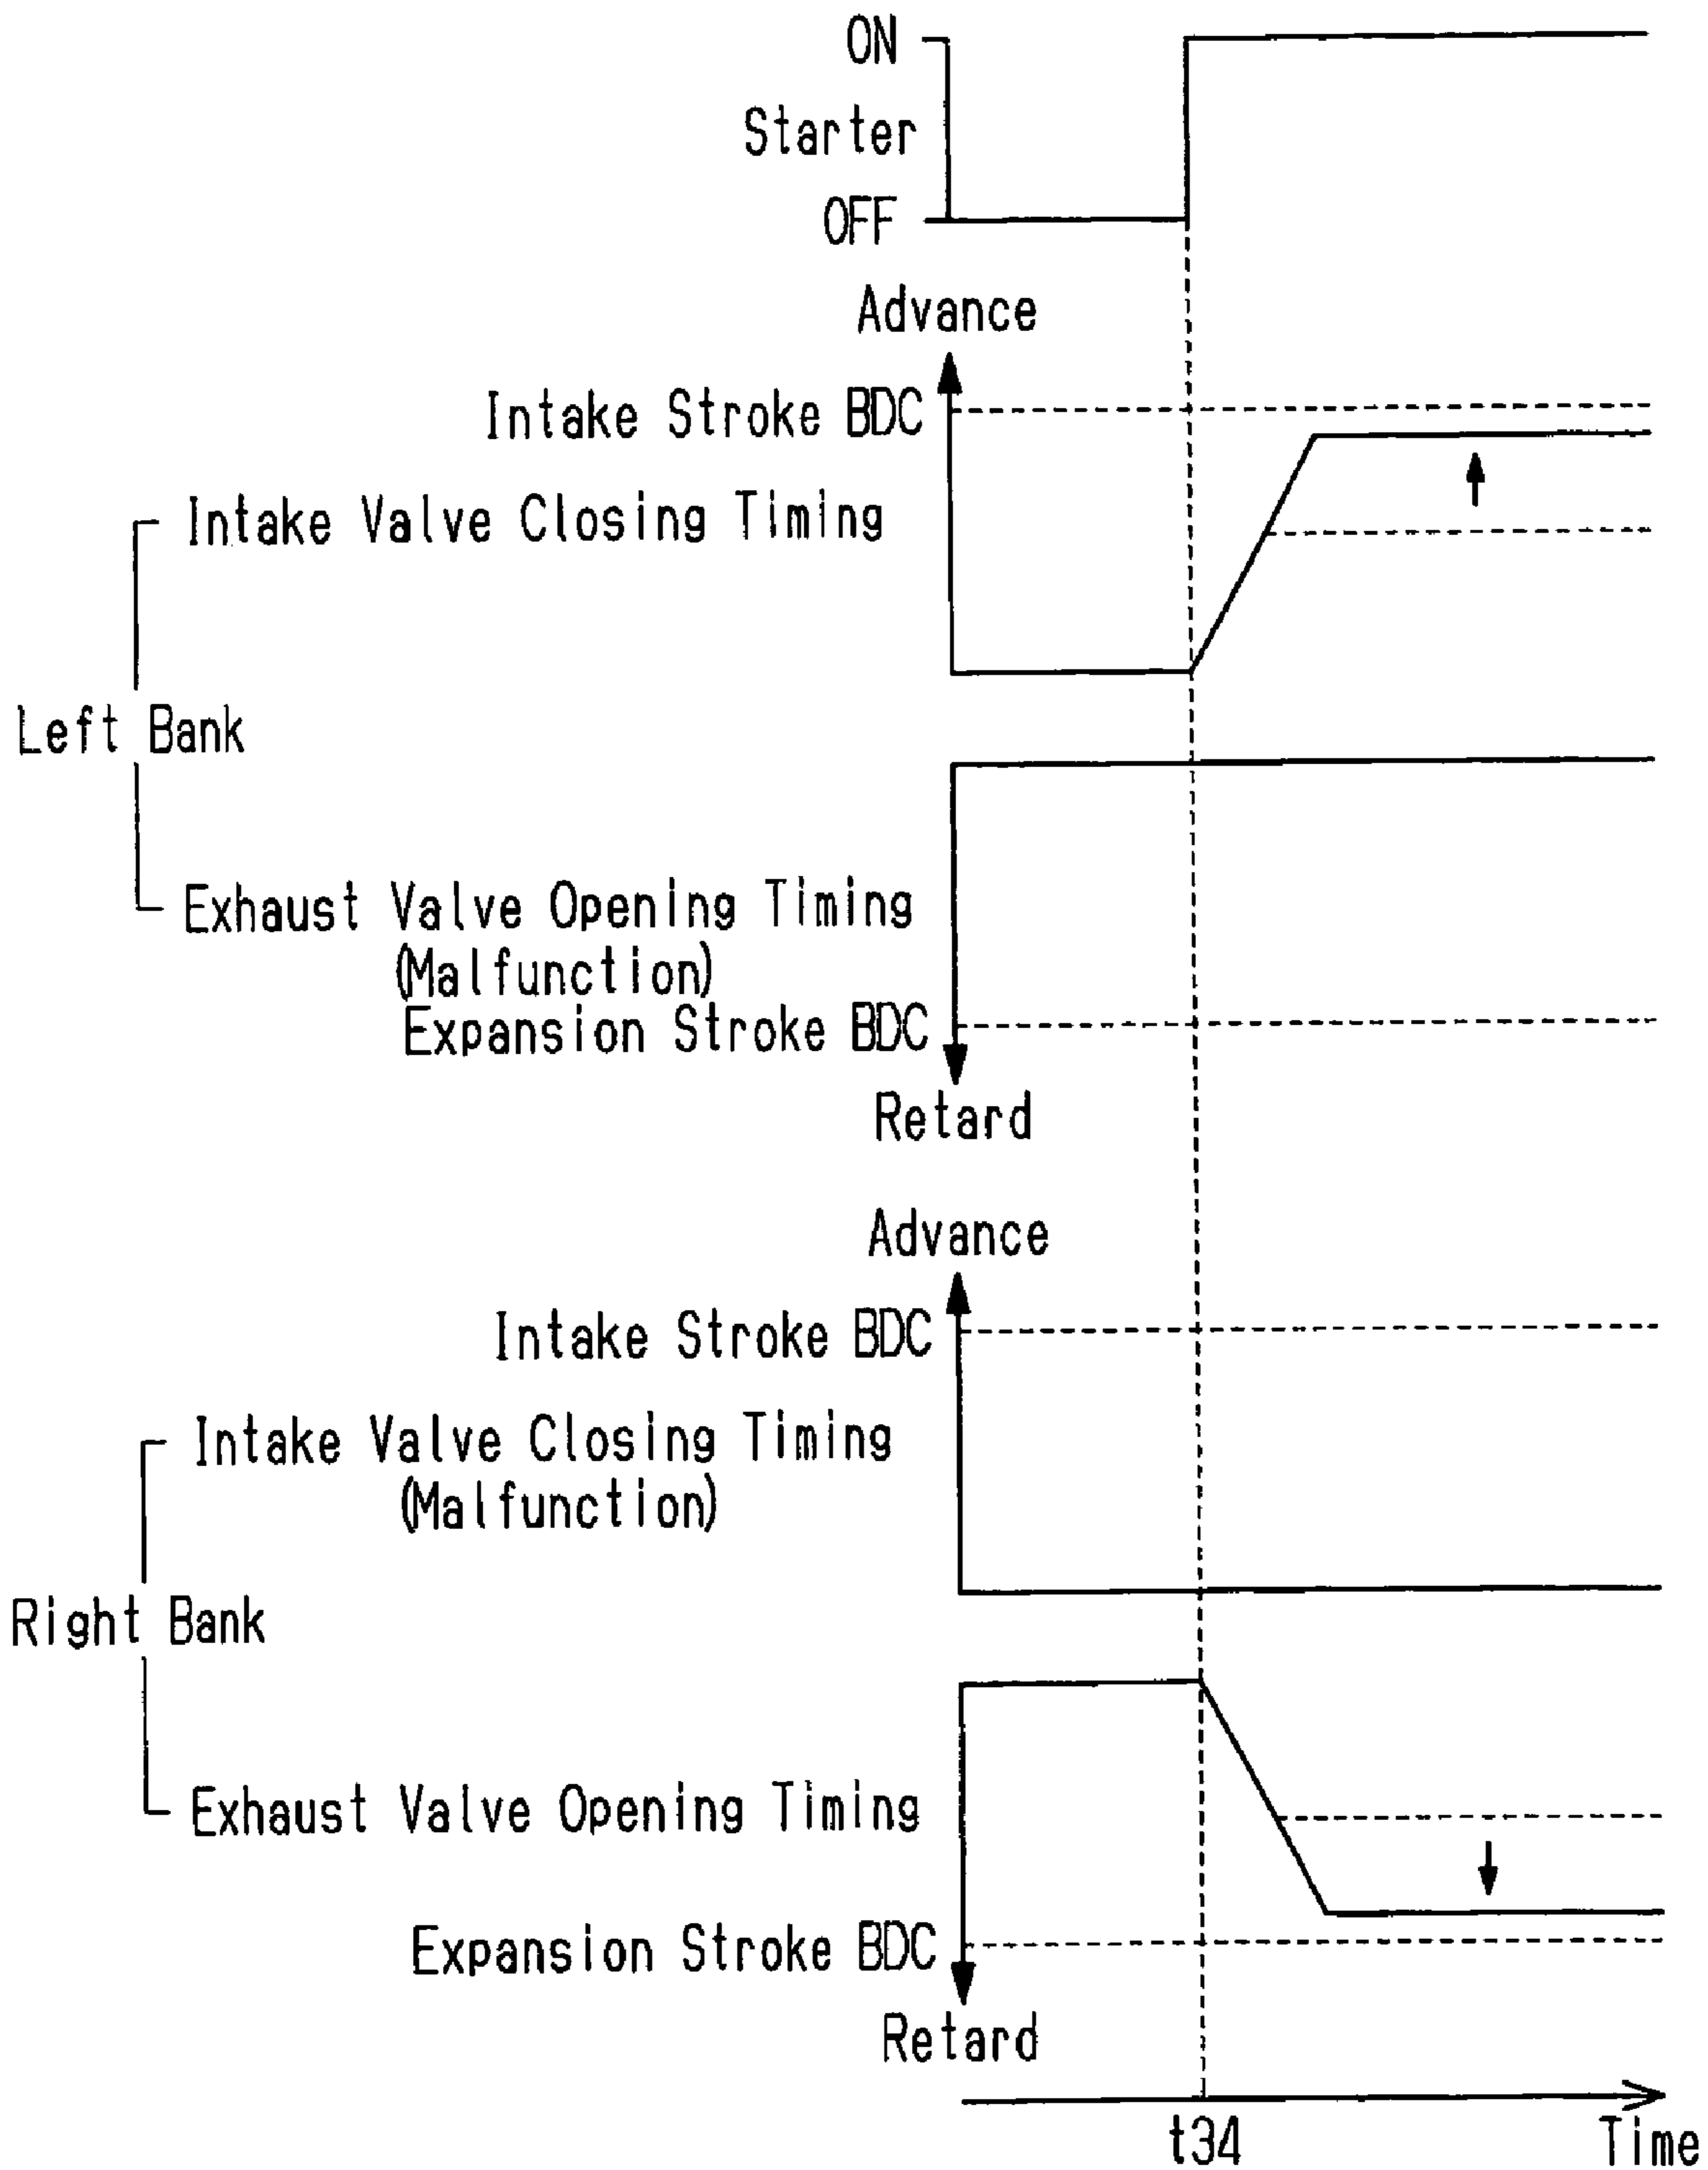 ON
Starter
OFF
Advance
Intake Stroke BDC
Intake Valve Closing Timing
Left Bank
Exhaust Valve Opening Timing
(Malfunction)
Expansion Stroke BDC
Retard
Advance
Intake Stroke BDC
Intake Valve Closing Timing
(Malfunction)
Right Bank
Exhaust Valve Opening Timing
Expansion Stroke BDC
Retard
t34
Time